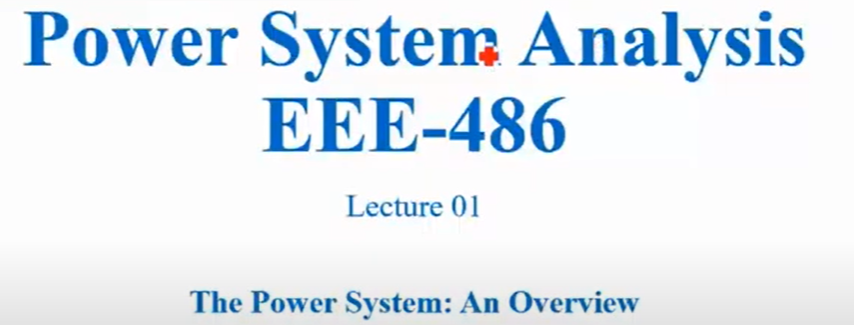 Power System Analysis
EEE-486
Lecture 01
The Power System: An Overview